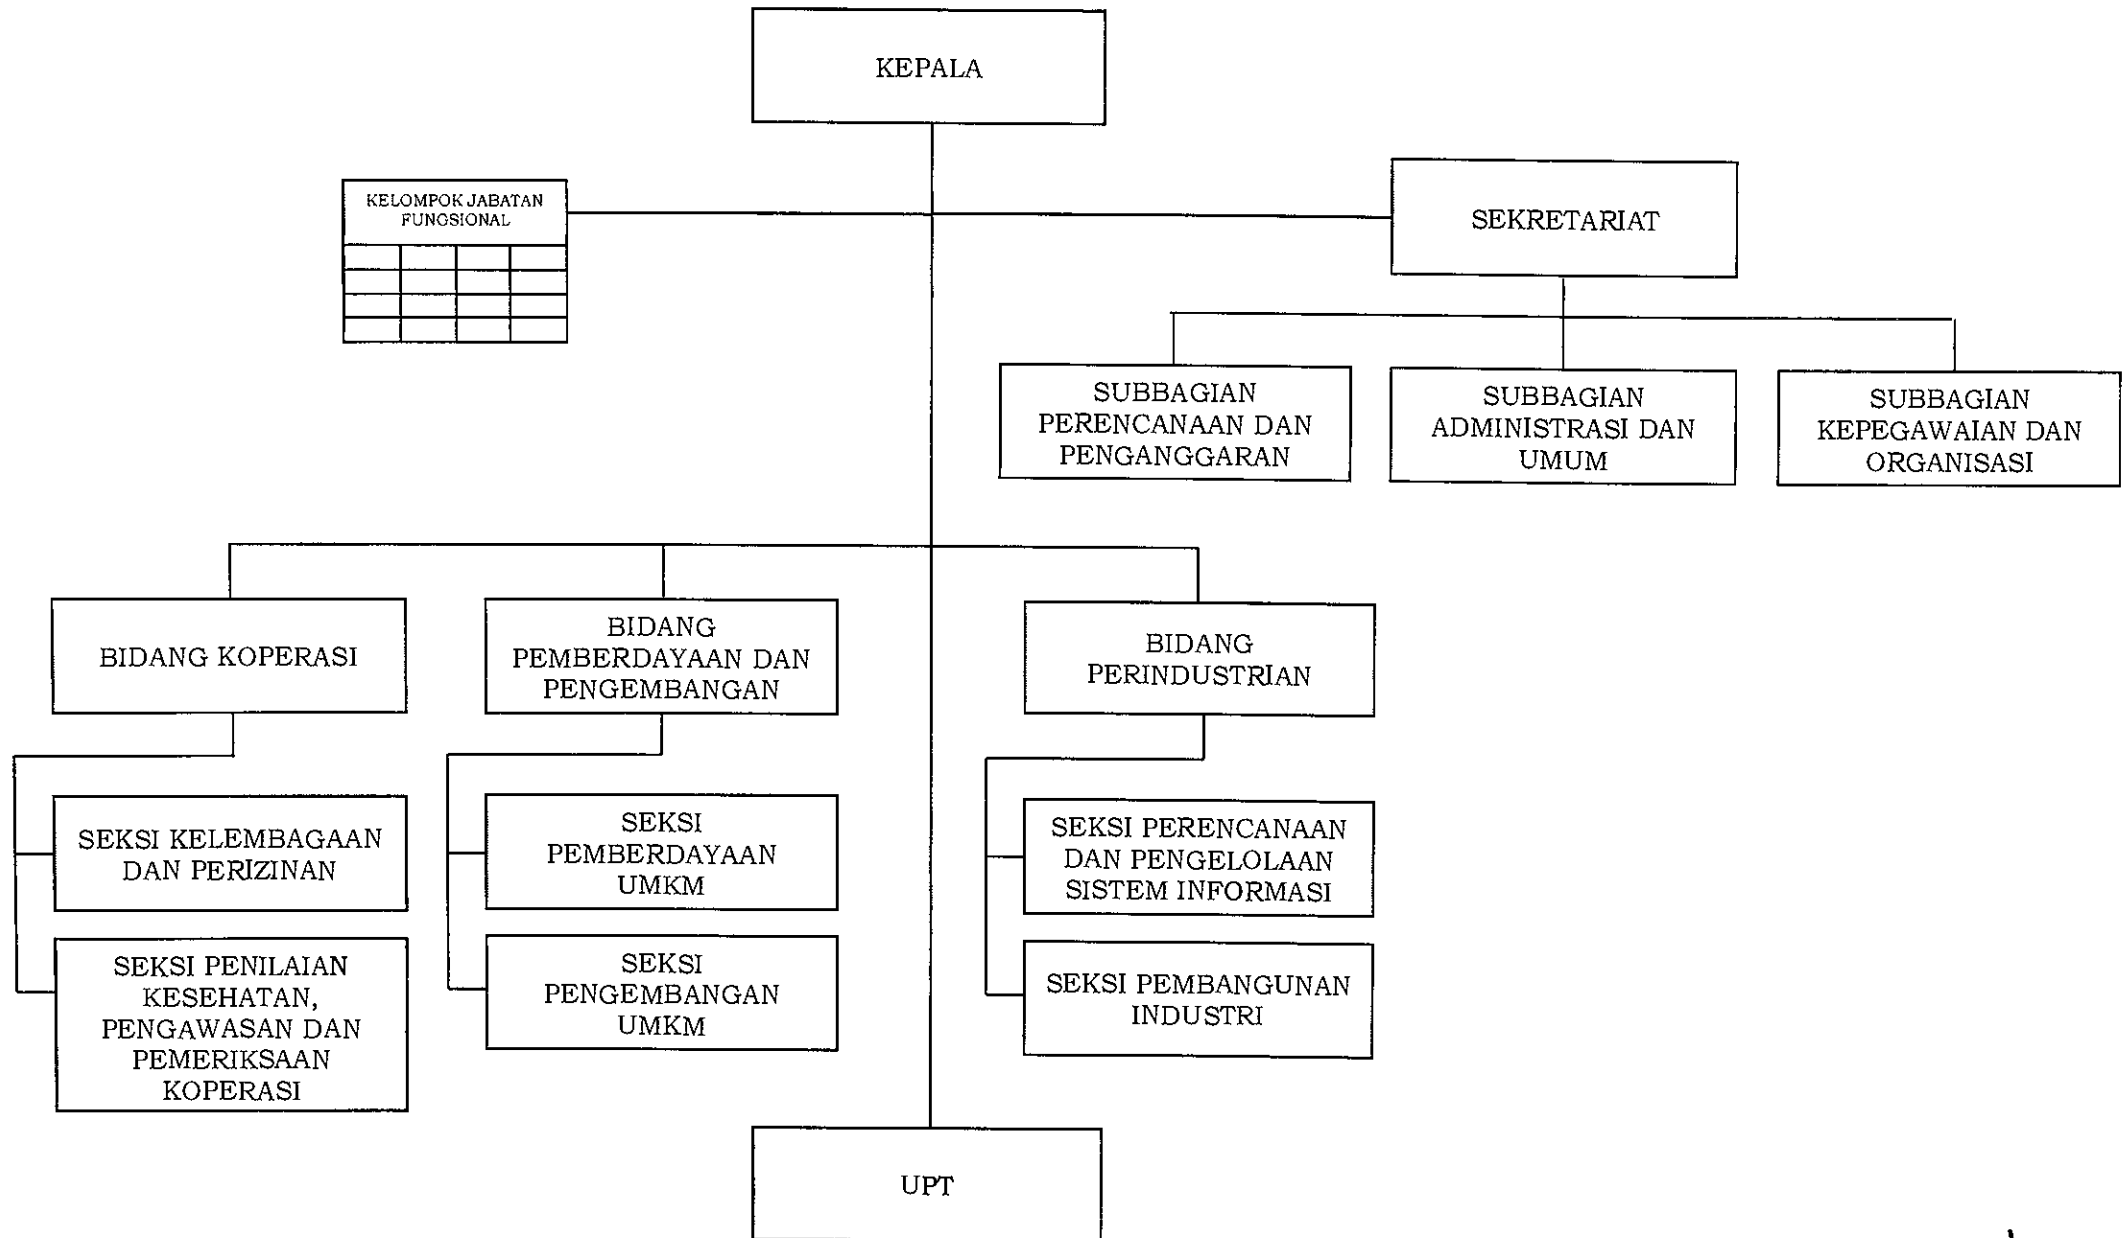 KEPALA
KELOMPOK JABATAN
FUNGSIONAL
SEKRETARIAT
SUBBAGIAN
PERENCANAAN DAN
PENGANGGARAN
SUBBAGIAN
ADMINISTRASI DAN
UMUM
SUBBAGIAN
KEPEGAWAIAN DAN
ORGANISASI
BIDANG KOPERASI
BIDANG
PEMBERDAYAAN DAN
PENGEMBANGAN
BIDANG
PERINDUSTRIAN
SEKSI KELEMBAGAAN
DAN PERIZINAN
SEKSI
PEMBERDAYAAN
UMKM
SEKSI PERENCANAAN
DAN PENGELOLAAN
SISTEM INFORMASI
SEKSI PENILAIAN
KESEHATAN,
PENGAWASAN DAN
PEMERIKSAAN
KOPERASI
SEKSI
PENGEMBANGAN
UMKM
SEKSI PEMBANGUNAN
INDUSTRI
UPT